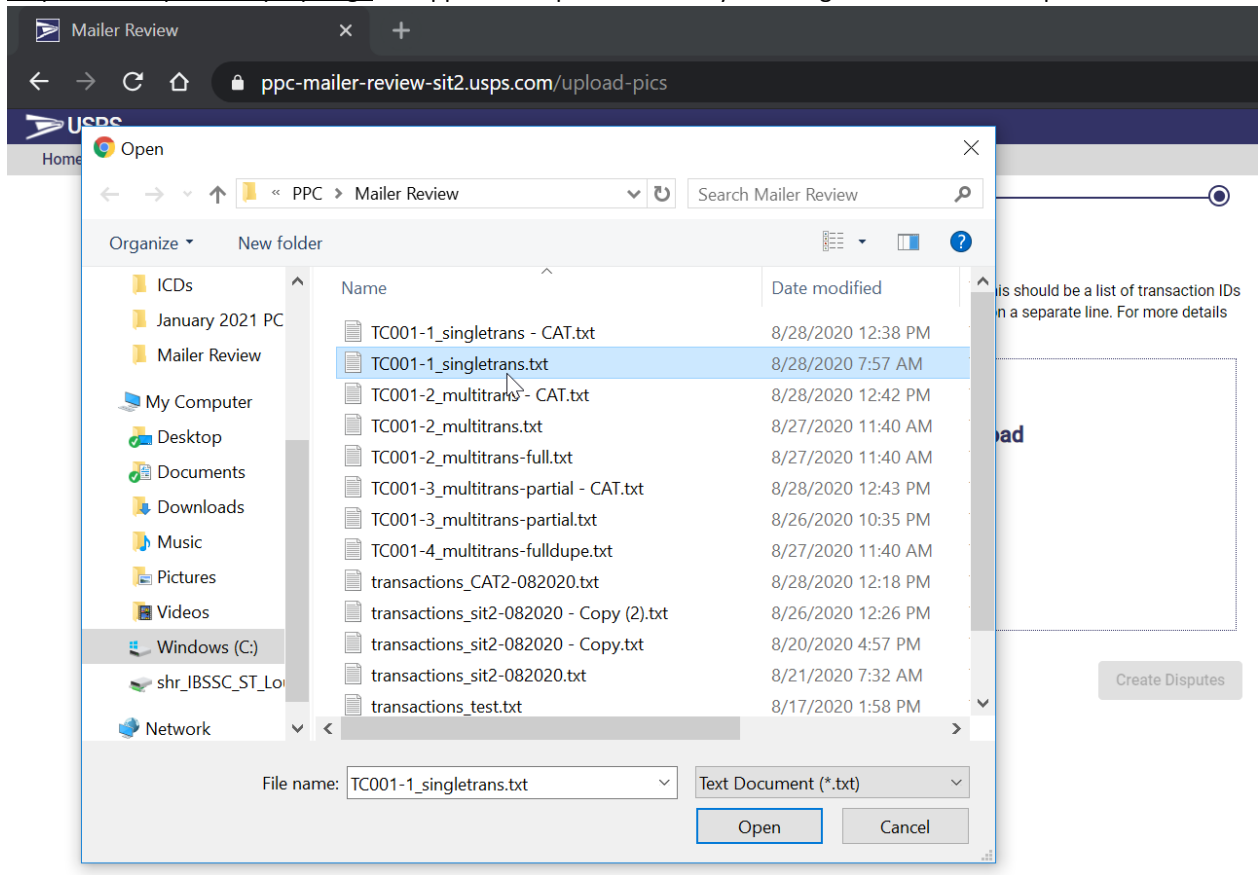 Mailer Review
ppc-mailer-review-sit2.usps.com/upload-pics
USPS
Home
Open
« PPC > Mailer Review
Search Mailer Review
Organize
New folder
ICDs
January 2021 PC
Mailer Review
My Computer
Desktop
Documents
Downloads
Music
Pictures
Videos
Windows (C:)
shr_IBSSC_ST_Lo
Network
Name Date modified
TC001-1_singletrans - CAT.txt 8/28/2020 12:38 PM
TC001-1_singletrans.txt 8/28/2020 7:57 AM
TC001-2_multitrans - CAT.txt 8/28/2020 12:42 PM
TC001-2_multitrans.txt 8/27/2020 11:40 AM
TC001-2_multitrans-full.txt 8/27/2020 11:40 AM
TC001-3_multitrans-partial - CAT.txt 8/28/2020 12:43 PM
TC001-3_multitrans-partial.txt 8/26/2020 10:35 PM
TC001-4_multitrans-fulldupe.txt 8/27/2020 11:40 AM
transactions_CAT2-082020.txt 8/28/2020 12:18 PM
transactions_sit2-082020 - Copy (2).txt 8/26/2020 12:26 PM
transactions_sit2-082020 - Copy.txt 8/20/2020 4:57 PM
transactions_sit2-082020.txt 8/21/2020 7:32 AM
transactions_test.txt 8/17/2020 1:58 PM
File name: TC001-1_singletrans.txt
Text Document (*.txt)
Open
Cancel
is should be a list of transaction IDs
n a separate line. For more details
oad
Create Disputes